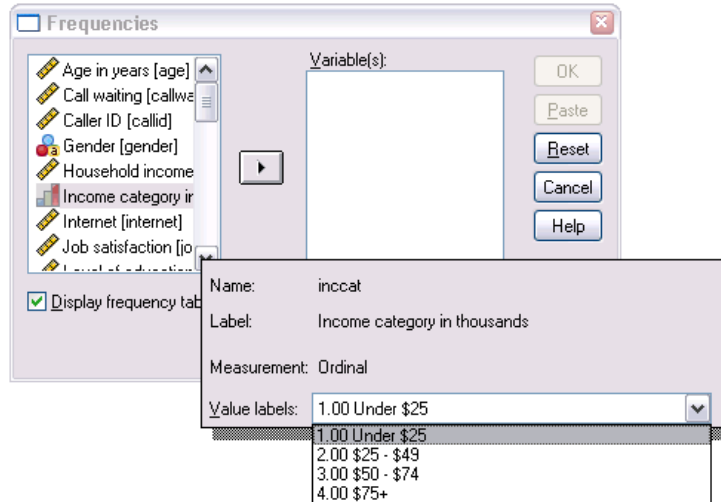 Frequencies
Age in years [age]
Call waiting [callwa
Caller ID [callid]
Gender [gender]
Household income
Income category in
Internet [internet]
Job satisfaction [jo
Level of education
Display frequency tab
Variable(s):
OK
Paste
Reset
Cancel
Help
Name: inccat
Label: Income category in thousands
Measurement: Ordinal
Value labels: 1.00 Under $25
1.00 Under $25
2.00 $25 - $49
3.00 $50 - $74
4.00 $75+